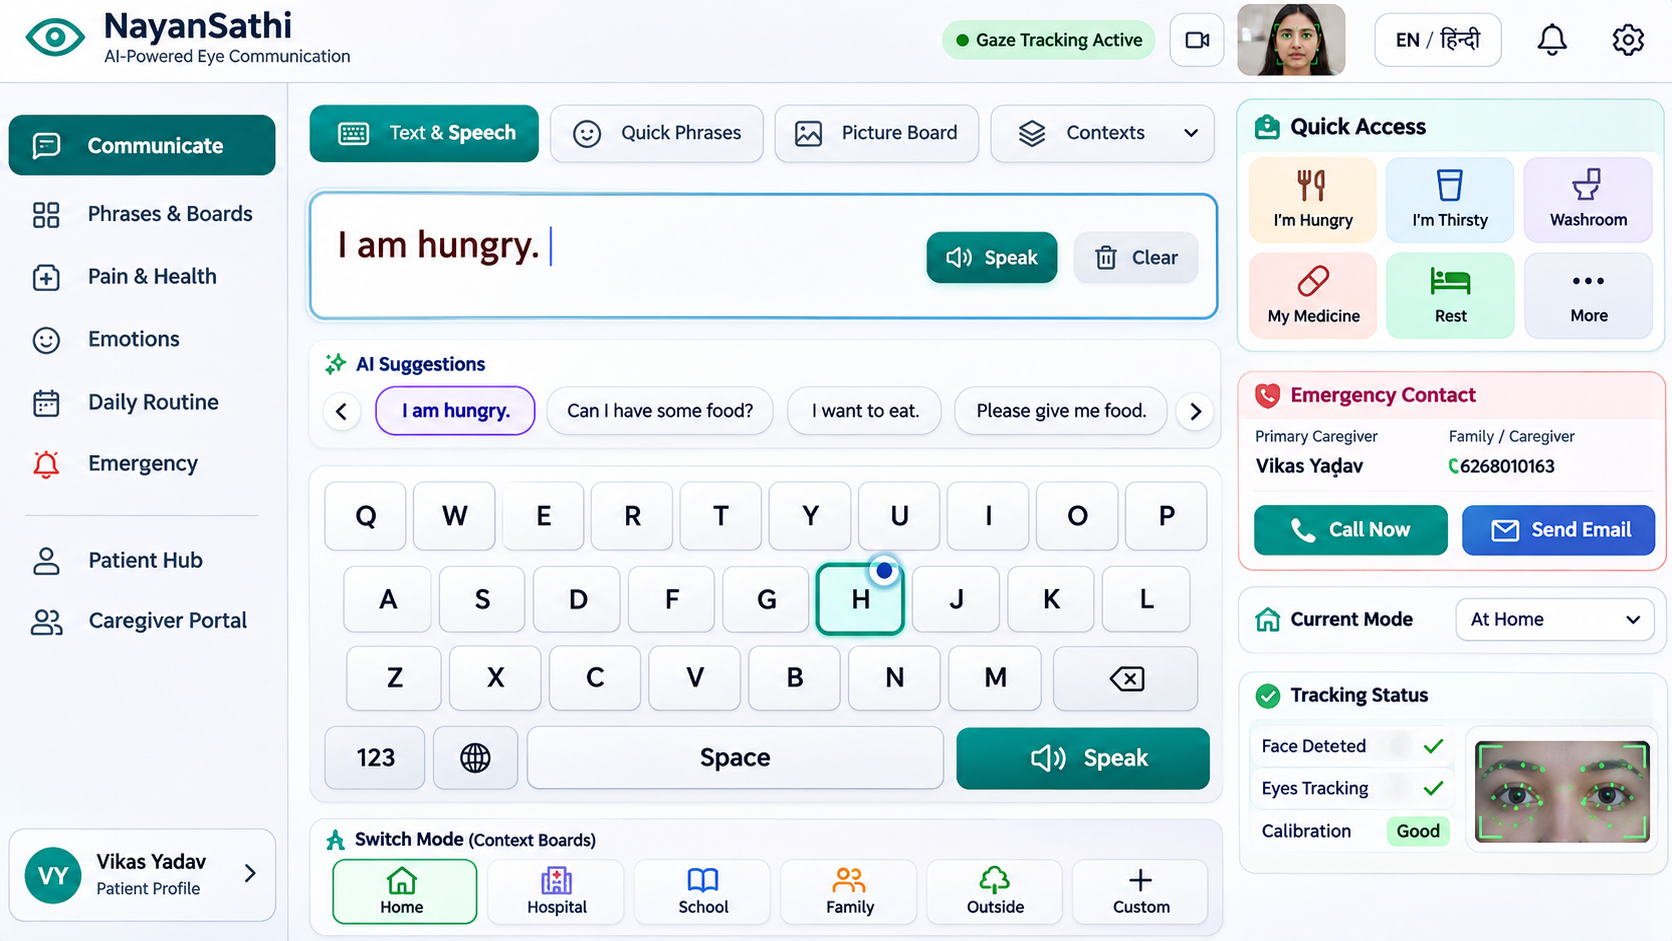 NayanSathi
AI-Powered Eye Communication
Gaze Tracking Active
EN / हिंदी
Communicate
Phrases & Boards
Pain & Health
Emotions
Daily Routine
Emergency
Patient Hub
Caregiver Portal
VY
Vikas Yadav
Patient Profile
Text & Speech
Quick Phrases
Picture Board
Contexts
I am hungry.
Speak
Clear
AI Suggestions
I am hungry.
Can I have some food?
I want to eat.
Please give me food.
Q W E R T Y U I O P
A S D F G H J K L
Z X C V B N M
123
Space
Speak
Switch Mode (Context Boards)
Home
Hospital
School
Family
Outside
Custom
Quick Access
I'm Hungry
I'm Thirsty
Washroom
My Medicine
Rest
More
Emergency Contact
Primary Caregiver
Vikas Yadav
Family / Caregiver
6268010163
Call Now
Send Email
Current Mode
At Home
Tracking Status
Face Deteted
Eyes Tracking
Calibration
Good